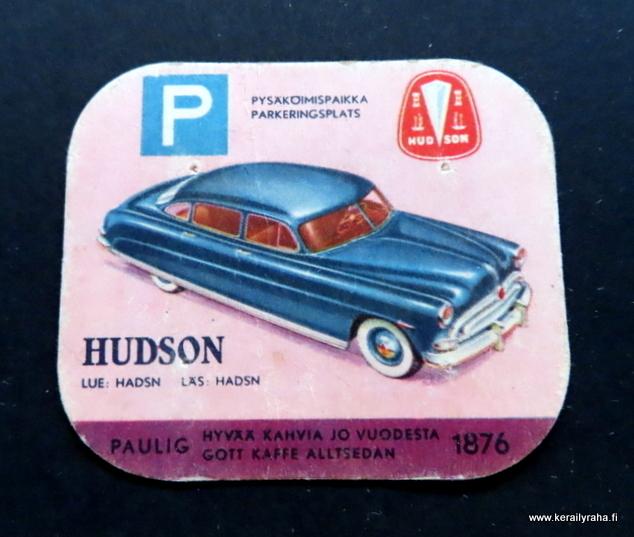 P
PYSÄKÖIMISPAIKKA
PARKERINGSPLATS
HUDSON
HUDSON
LUE: HADSN LÄS: HADSN
PAULIG HYVÄÄ KAHVIA JO VUODESTA 1876
GOTT KAFFE ALLTSEDAN
www.kerailyraha.fi